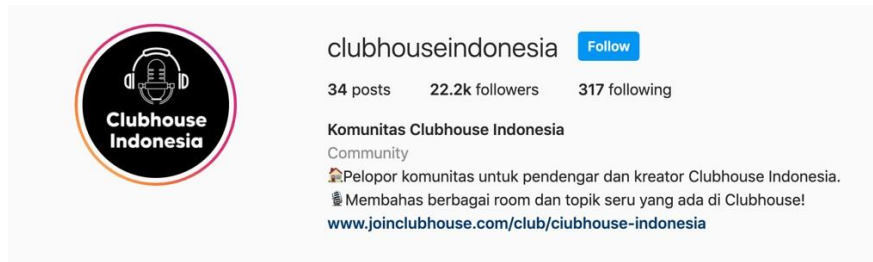 clubhouseindonesia Follow
34 posts 22.2k followers 317 following
Clubhouse
Indonesia
Komunitas Clubhouse Indonesia
Community
🏠Pelopor komunitas untuk pendengar dan kreator Clubhouse Indonesia.
🎙Membahas berbagai room dan topik seru yang ada di Clubhouse!
www.joinclubhouse.com/club/ciubhouse-indonesia